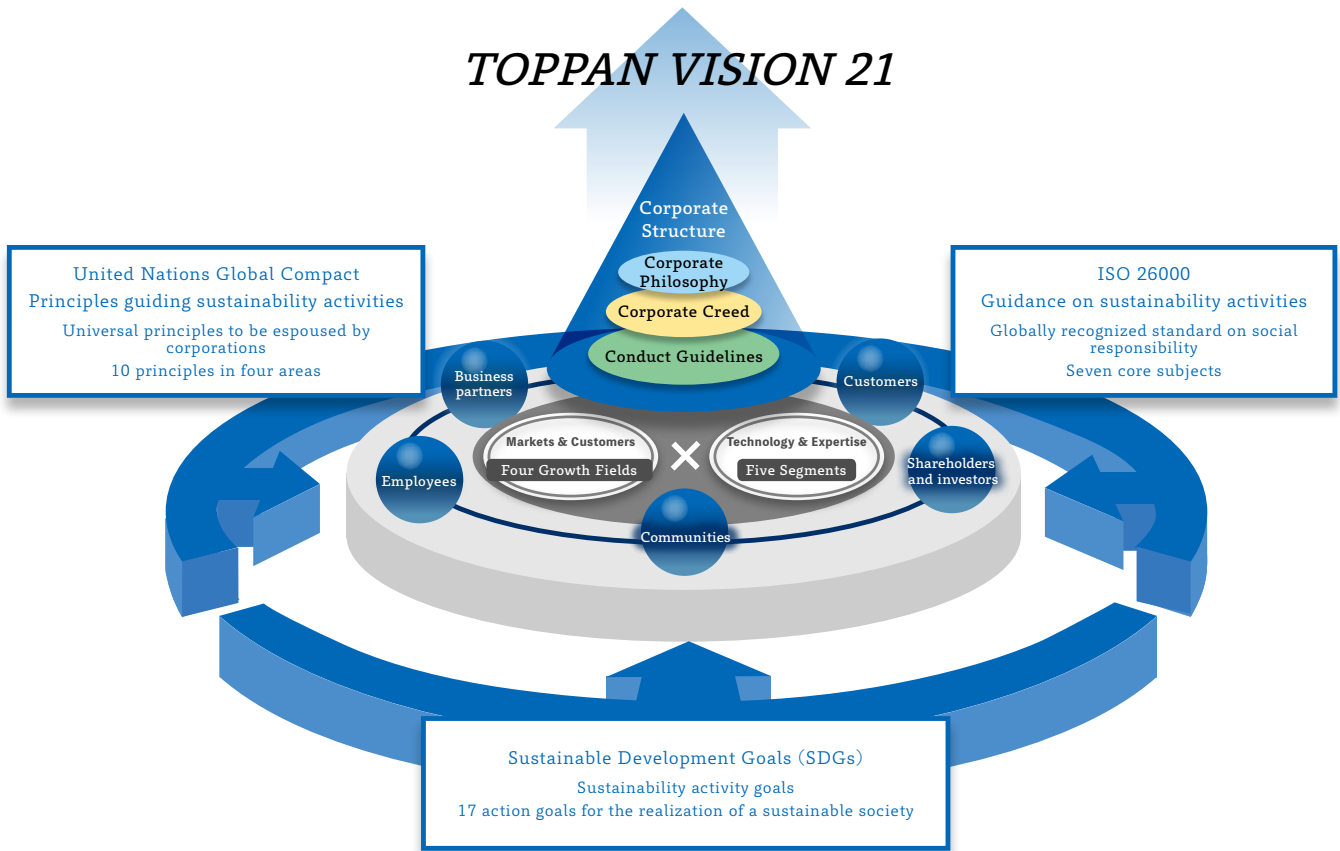 TOPPAN VISION 21
Corporate
Structure
Corporate
Philosophy
Corporate Creed
Conduct Guidelines
United Nations Global Compact
Principles guiding sustainability activities
Universal principles to be espoused by
corporations
10 principles in four areas
ISO 26000
Guidance on sustainability activities
Globally recognized standard on social
responsibility
Seven core subjects
Business
partners
Customers
Employees
Markets & Customers
Four Growth Fields
×
Technology & Expertise
Five Segments
Shareholders
and investors
Communities
Sustainable Development Goals (SDGs)
Sustainability activity goals
17 action goals for the realization of a sustainable society